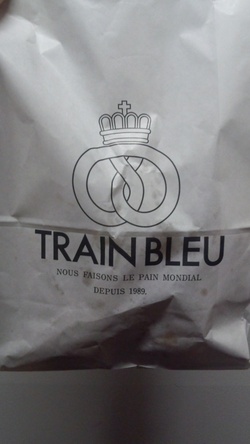 TRAIN BLEU
NOUS FAISONS LE PAIN MONDIAL
DEPUIS 1989.